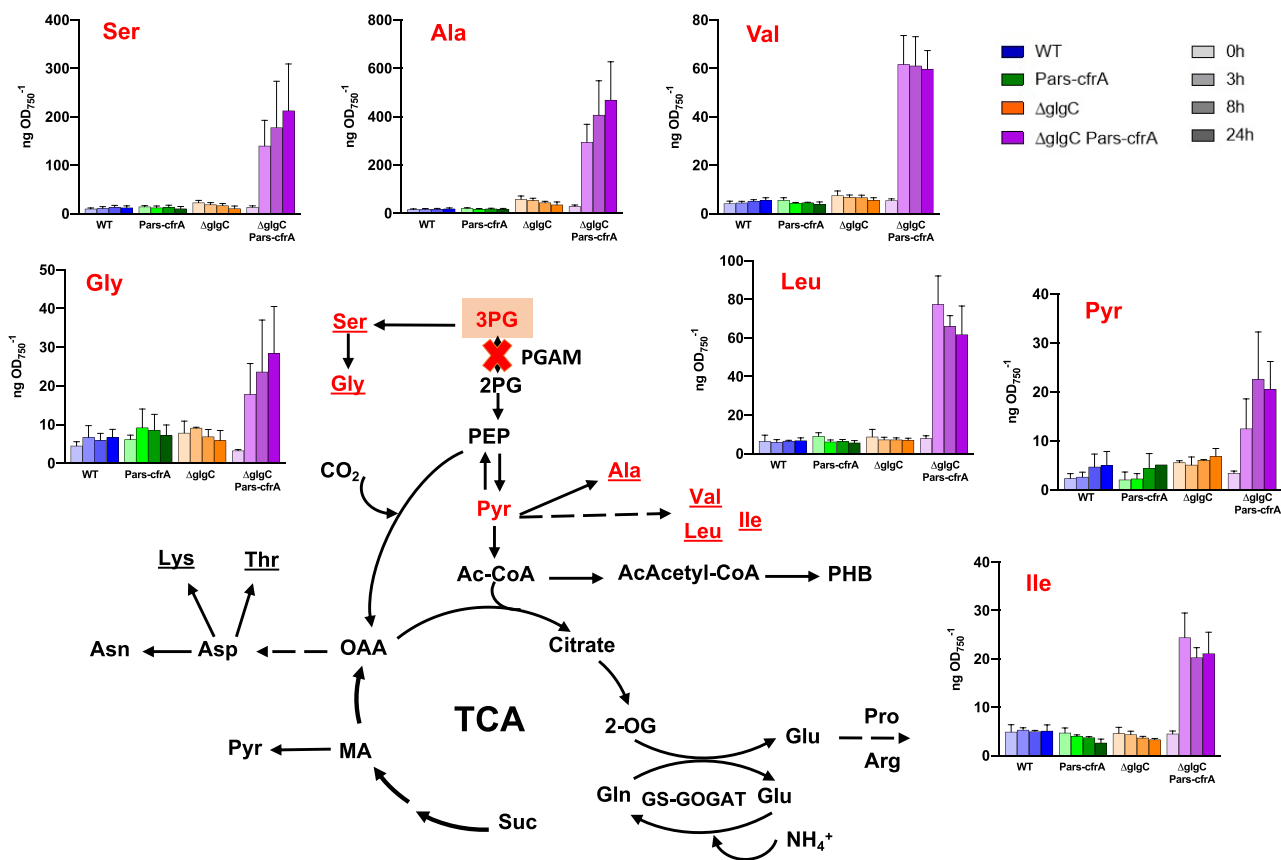 Ser
ng OD750-1
400
300
200
100
0
WT
Pars-cfrA
ΔglgC
ΔglgC
Pars-cfrA
Ala
ng OD750-1
800
600
400
200
0
WT
Pars-cfrA
ΔglgC
ΔglgC
Pars-cfrA
Val
ng OD750-1
80
60
40
20
0
WT
Pars-cfrA
ΔglgC
ΔglgC
Pars-cfrA
WT
Pars-cfrA
ΔglgC
ΔglgC Pars-cfrA
0h
3h
8h
24h
Gly
ng OD750-1
50
40
30
20
10
0
WT
Pars-cfrA
ΔglgC
ΔglgC
Pars-cfrA
Leu
ng OD750-1
100
80
60
40
20
0
WT
Pars-cfrA
ΔglgC
ΔglgC
Pars-cfrA
Pyr
ng OD750-1
40
30
20
10
0
WT
Pars-cfrA
ΔglgC
ΔglgC
Pars-cfrA
Ile
ng OD750-1
40
30
20
10
0
WT
Pars-cfrA
ΔglgC
ΔglgC
Pars-cfrA
Ser
3PG
PGAM
Gly
2PG
PEP
CO2
Ala
Pyr
Val
Ile
Leu
Ac-CoA
AcAcetyl-CoA
PHB
Lys
Thr
Asn
Asp
OAA
Citrate
TCA
2-OG
Pyr
MA
Glu
Pro
Arg
Gln
GS-GOGAT
Glu
Suc
NH4+